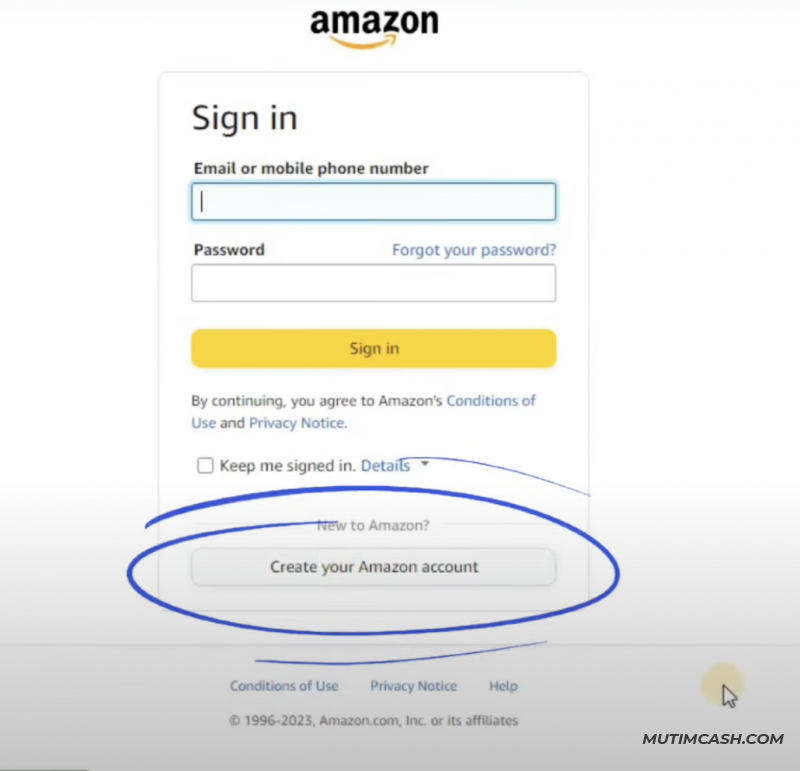 amazon
Sign in
Email or mobile phone number
Password
Forgot your password?
Sign in
By continuing, you agree to Amazon's Conditions of
Use and Privacy Notice.
Keep me signed in. Details
New to Amazon?
Create your Amazon account
Conditions of Use
Privacy Notice
Help
© 1996-2023, Amazon.com, Inc. or its affiliates
MUTIMCASH.COM